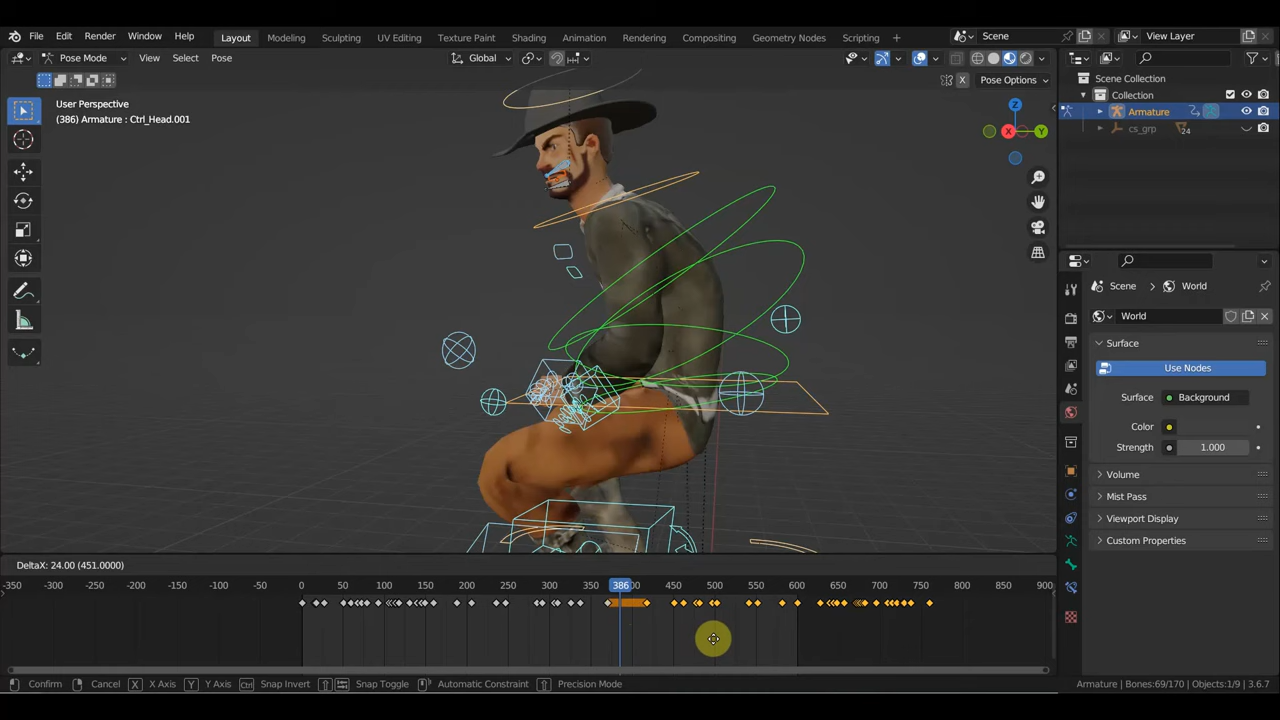 File Edit Render Window Help Layout Modeling Sculpting UV Editing Texture Paint Shading Animation Rendering Compositing Geometry Nodes Scripting Scene View Layer
Pose Mode View Select Pose Global
X Pose Options
Scene Collection
Collection
Armature
cs_grp 24
User Perspective
(386) Armature : Ctrl_Head.001
Z
X Y
Scene World
World
Surface
Use Nodes
Surface Background
Color
Strength 1.000
Volume
Mist Pass
Viewport Display
Custom Properties
DeltaX: 24.00 (451.0000)
-350 -300 -250 -200 -150 -100 -50 0 50 100 150 200 250 300 350 386 450 500 550 600 650 700 750 800 850 900
Confirm X Cancel X X Axis Y Y Axis Ctrl Snap Invert Snap Toggle Automatic Constraint Precision Mode Armature | Bones:69/170 | Objects:1/9 | 3.6.7